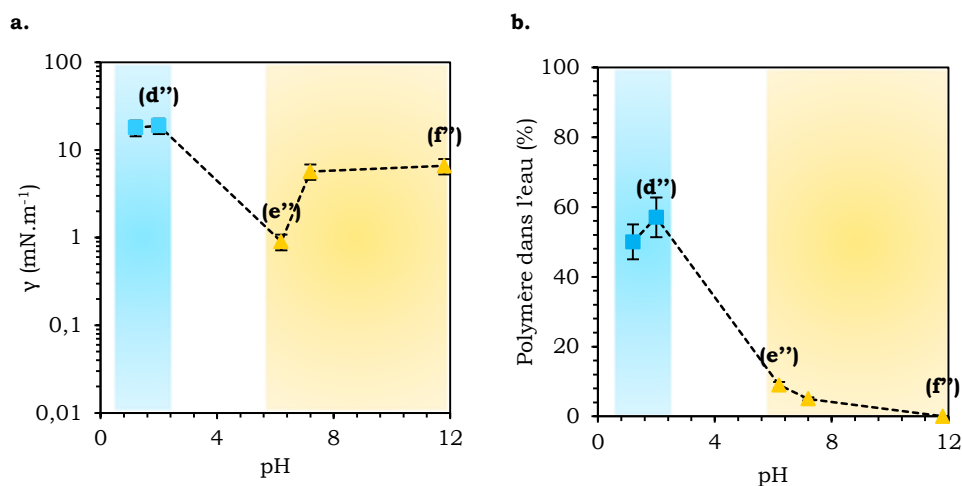 a.
γ (mN.m⁻¹)
100
10
1
0,1
0,01
(d’’)
(e’’)
(f’’)
0 4 8 12
pH
b.
Polymère dans l’eau (%)
100
80
60
40
20
0
(d’’)
(e’’)
(f’’)
0 4 8 12
pH